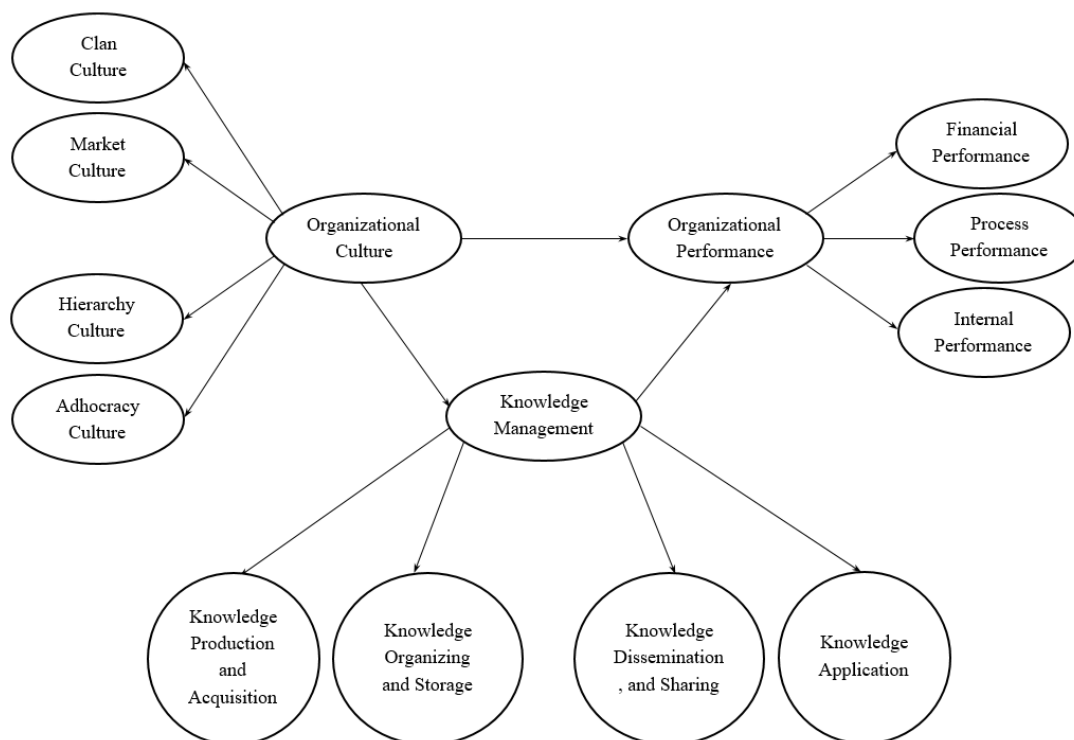 Clan
Culture
Market
Culture
Hierarchy
Culture
Adhocracy
Culture
Organizational
Culture
Organizational
Performance
Financial
Performance
Process
Performance
Internal
Performance
Knowledge
Management
Knowledge
Production
and
Acquisition
Knowledge
Organizing
and Storage
Knowledge
Dissemination
, and Sharing
Knowledge
Application